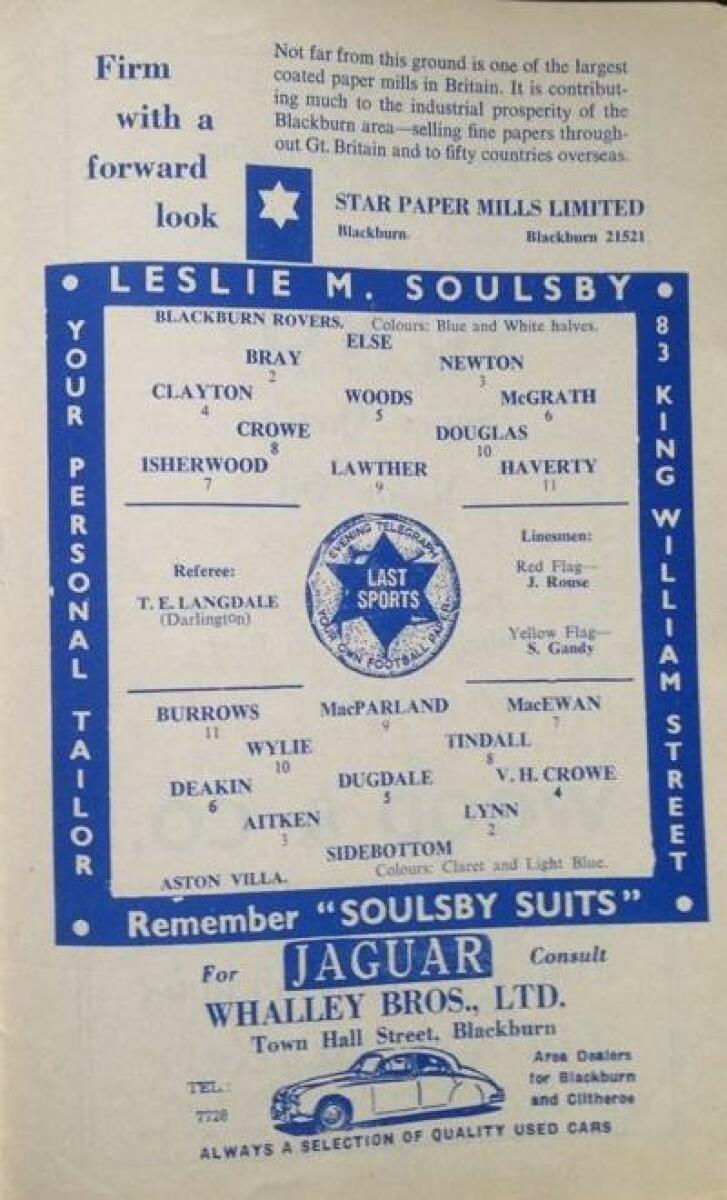 Firm
with a
forward
look
Not far from this ground is one of the largest
coated paper mills in Britain. It is contribut-
ing much to the industrial prosperity of the
Blackburn area—selling fine papers through-
out Gt. Britain and to fifty countries overseas.
STAR PAPER MILLS LIMITED
Blackburn. Blackburn 21521
• LESLIE M. SOULSBY •
YOUR PERSONAL TAILOR
83 KING WILLIAM STREET
BLACKBURN ROVERS. Colours: Blue and White halves.
ELSE
BRAY NEWTON
2 3
CLAYTON WOODS McGRATH
4 5 6
CROWE DOUGLAS
8 10
ISHERWOOD LAWTHER HAVERTY
7 9 11
Referee:
T. E. LANGDALE
(Darlington)
EVENING TELEGRAPH
LAST
SPORTS
YOUR OWN FOOTBALL PAPER
Linesmen:
Red Flag—
J. Rouse
Yellow Flag—
S. Gandy
BURROWS MacPARLAND MacEWAN
11 9 7
WYLIE TINDALL
10 8
DEAKIN DUGDALE V. H. CROWE
6 5 4
AITKEN LYNN
3 2
SIDEBOTTOM
ASTON VILLA. Colours: Claret and Light Blue.
• Remember "SOULSBY SUITS" •
For JAGUAR Consult
WHALLEY BROS., LTD.
Town Hall Street, Blackburn
TEL.:
7728
Area Dealers
for Blackburn
and Clitheroe
ALWAYS A SELECTION OF QUALITY USED CARS